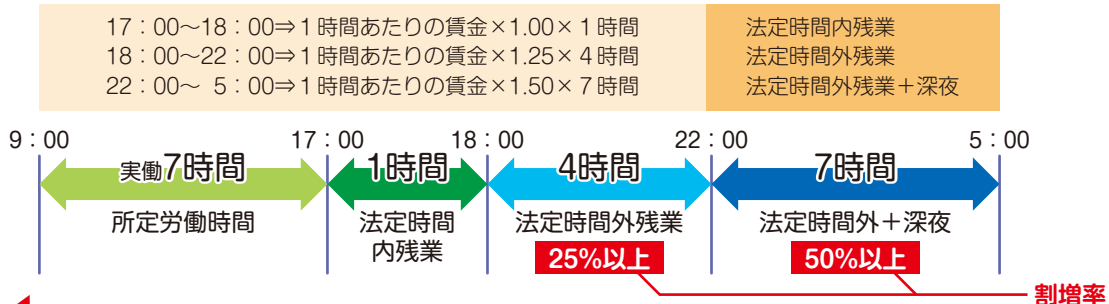 17：00～18：00⇒1時間あたりの賃金×1.00×1時間　法定時間内残業
18：00～22：00⇒1時間あたりの賃金×1.25×4時間　法定時間外残業
22：00～ 5：00⇒1時間あたりの賃金×1.50×7時間　法定時間外残業＋深夜
9：00　17：00　18：00　22：00　5：00
実働7時間　1時間　4時間　7時間
所定労働時間　法定時間　法定時間外残業　法定時間外＋深夜
内残業
25%以上　50%以上
割増率